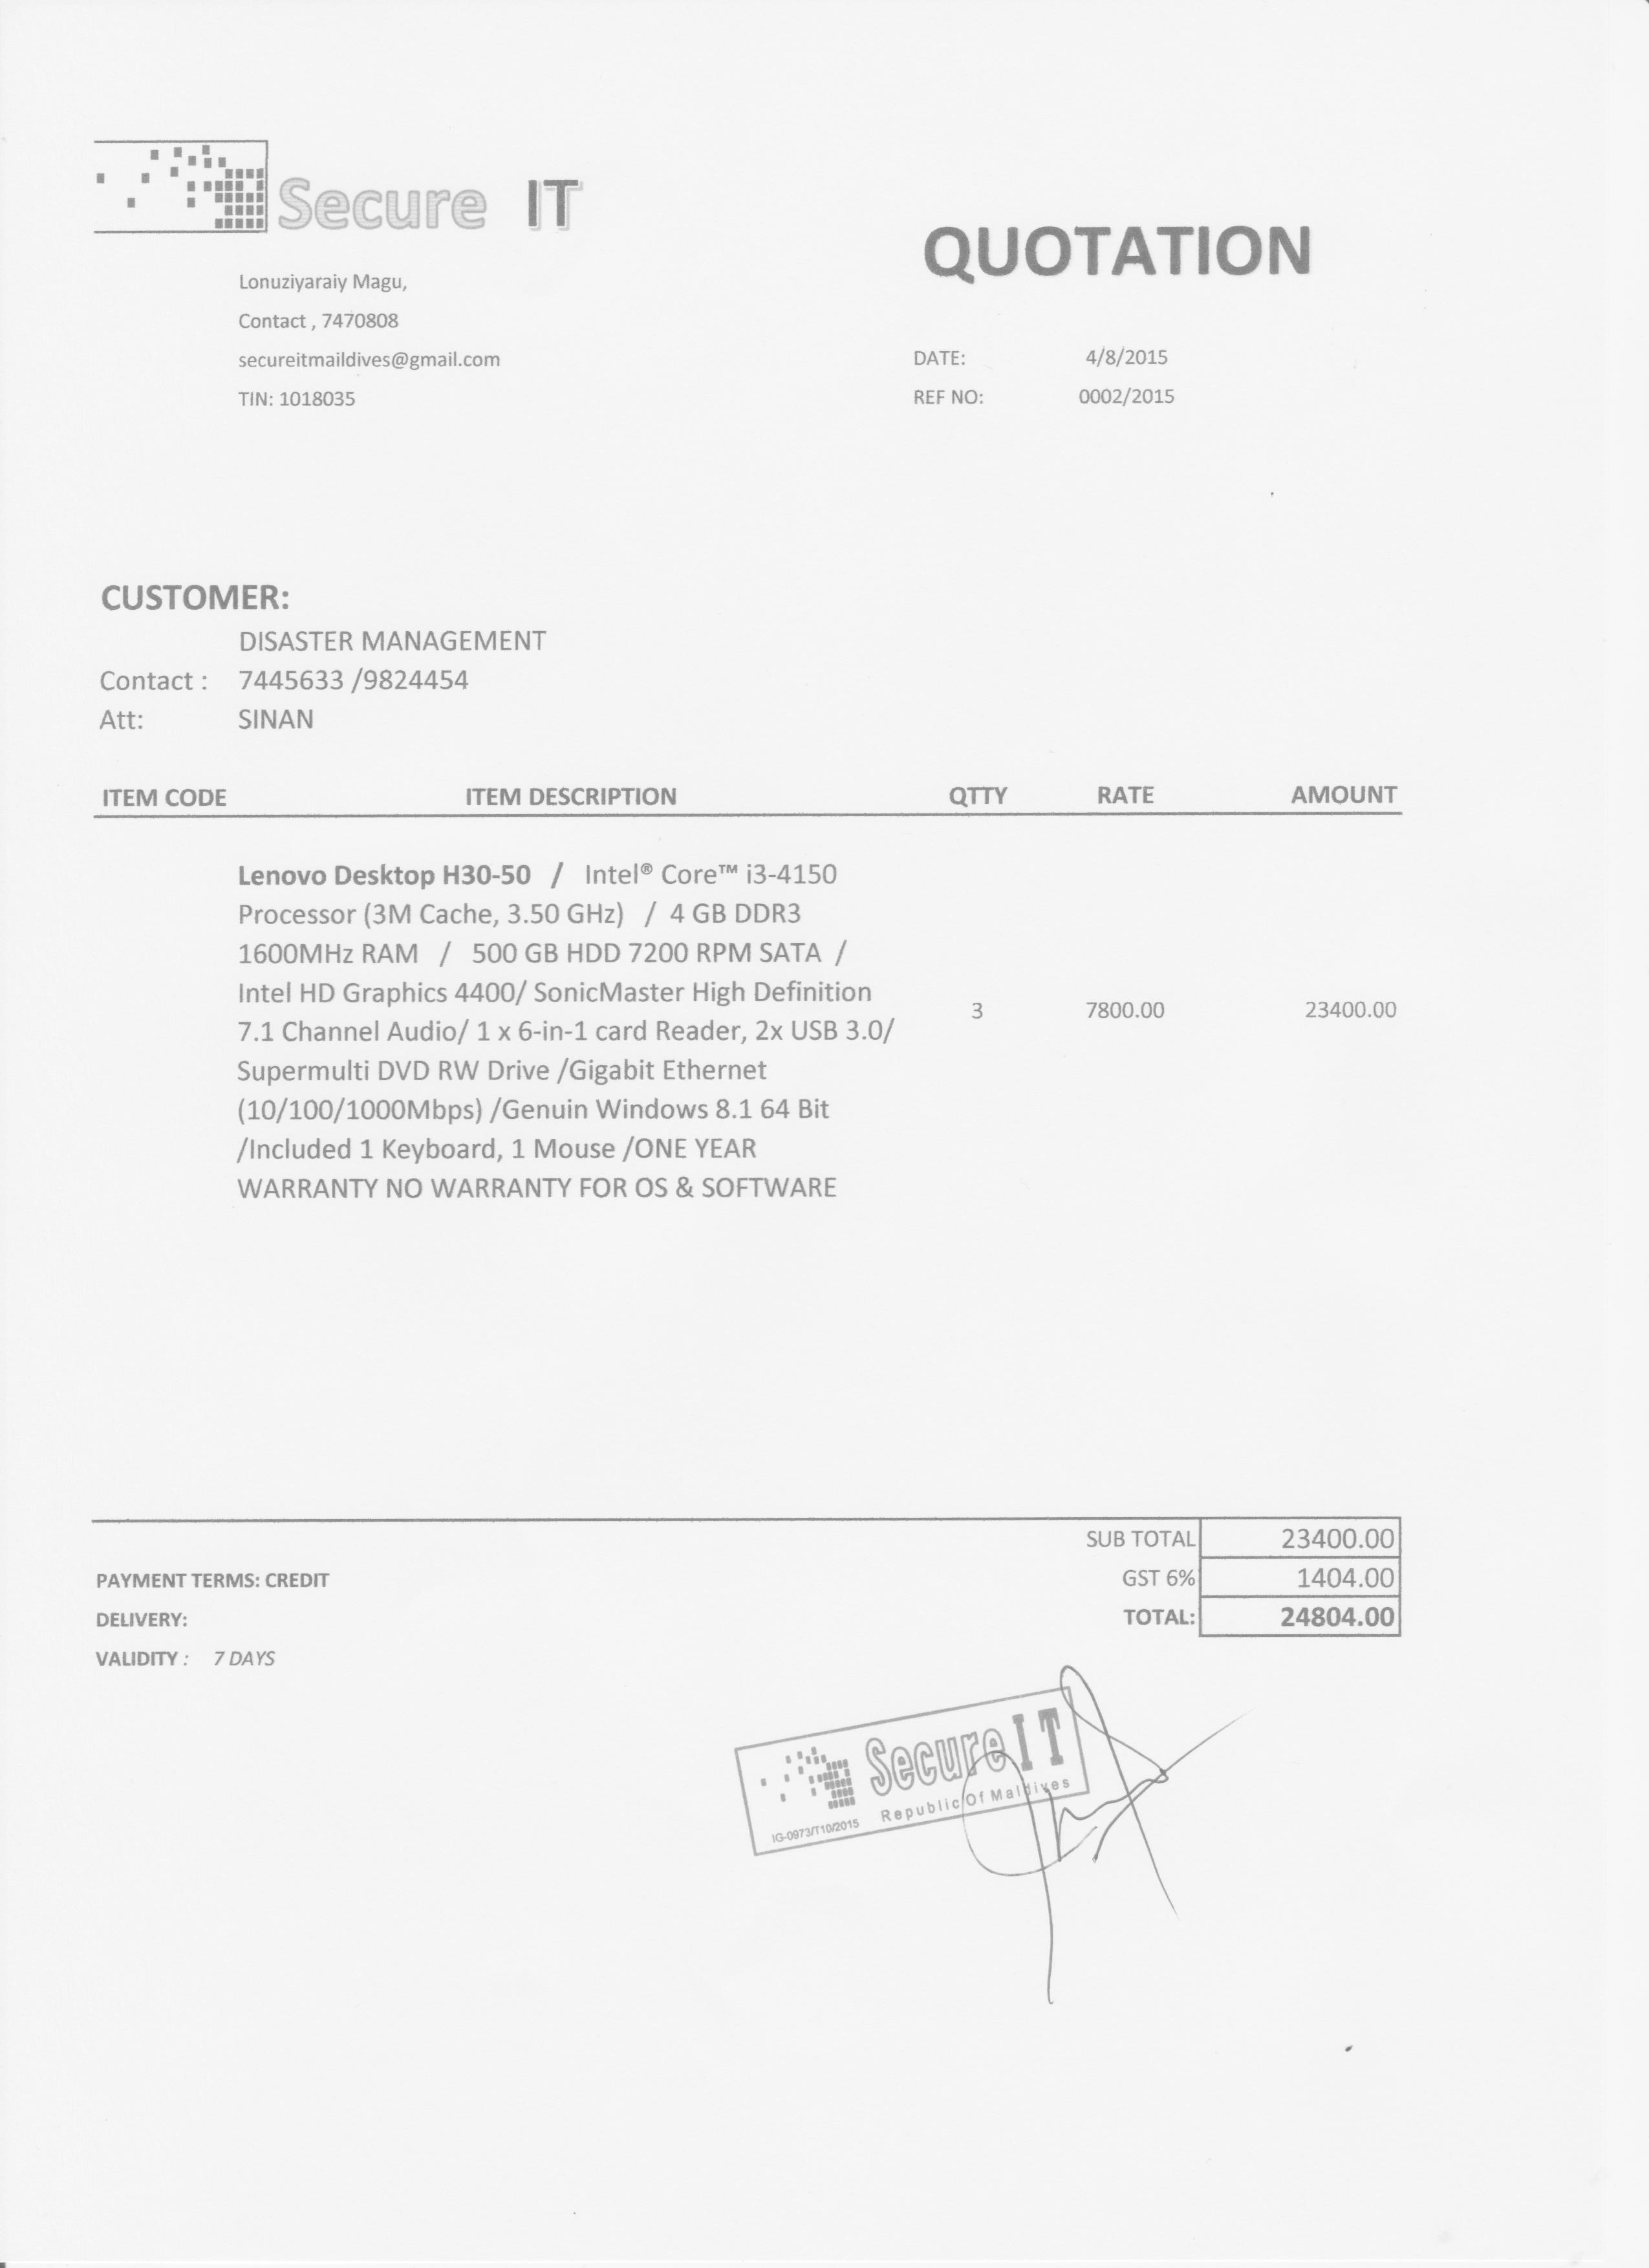 Secure IT
QUOTATION
Lonuziyaraiy Magu,
Contact , 7470808
secureitmaildives@gmail.com
TIN: 1018035
DATE: 4/8/2015
REF NO: 0002/2015
CUSTOMER:
DISASTER MANAGEMENT
Contact : 7445633 /9824454
Att: SINAN
ITEM CODE ITEM DESCRIPTION QTTY RATE AMOUNT
Lenovo Desktop H30-50 / Intel® Core™ i3-4150
Processor (3M Cache, 3.50 GHz) / 4 GB DDR3
1600MHz RAM / 500 GB HDD 7200 RPM SATA /
Intel HD Graphics 4400/ SonicMaster High Definition
7.1 Channel Audio/ 1 x 6-in-1 card Reader, 2x USB 3.0/
Supermulti DVD RW Drive /Gigabit Ethernet
(10/100/1000Mbps) /Genuin Windows 8.1 64 Bit
/Included 1 Keyboard, 1 Mouse /ONE YEAR
WARRANTY NO WARRANTY FOR OS & SOFTWARE
3 7800.00 23400.00
SUB TOTAL 23400.00
GST 6% 1404.00
TOTAL: 24804.00
PAYMENT TERMS: CREDIT
DELIVERY:
VALIDITY : 7 DAYS
Secure IT
Republic Of Maldives
IG-0973/T10/2015